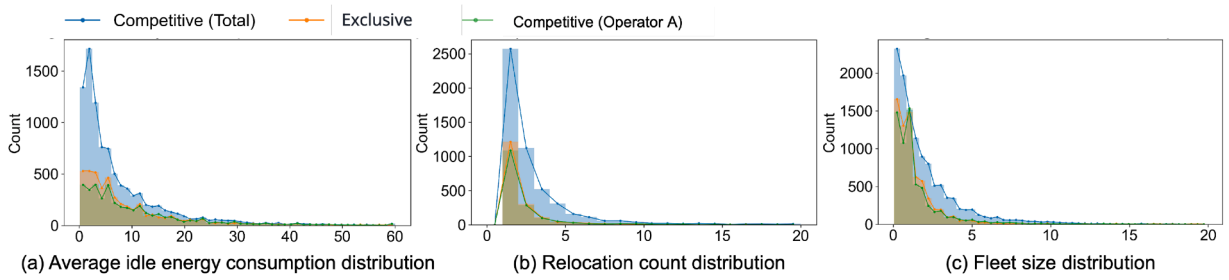 Competitive (Total) Exclusive Competitive (Operator A)
1500
1000
500
0
Count
0 10 20 30 40 50 60
(a) Average idle energy consumption distribution
2500
2000
1500
1000
500
0
Count
0 5 10 15 20
(b) Relocation count distribution
2000
1500
1000
500
0
Count
0 5 10 15 20
(c) Fleet size distribution